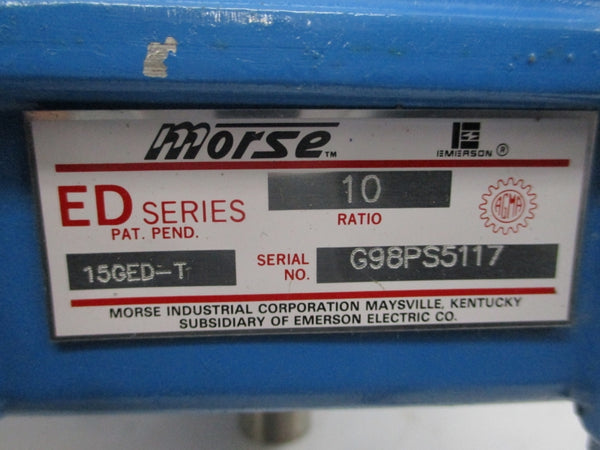 morse™
EMERSON®
ED SERIES
PAT. PEND.
10
RATIO
AGMA
15GED-T
SERIAL NO.
G98PS5117
MORSE INDUSTRIAL CORPORATION MAYSVILLE, KENTUCKY
SUBSIDIARY OF EMERSON ELECTRIC CO.